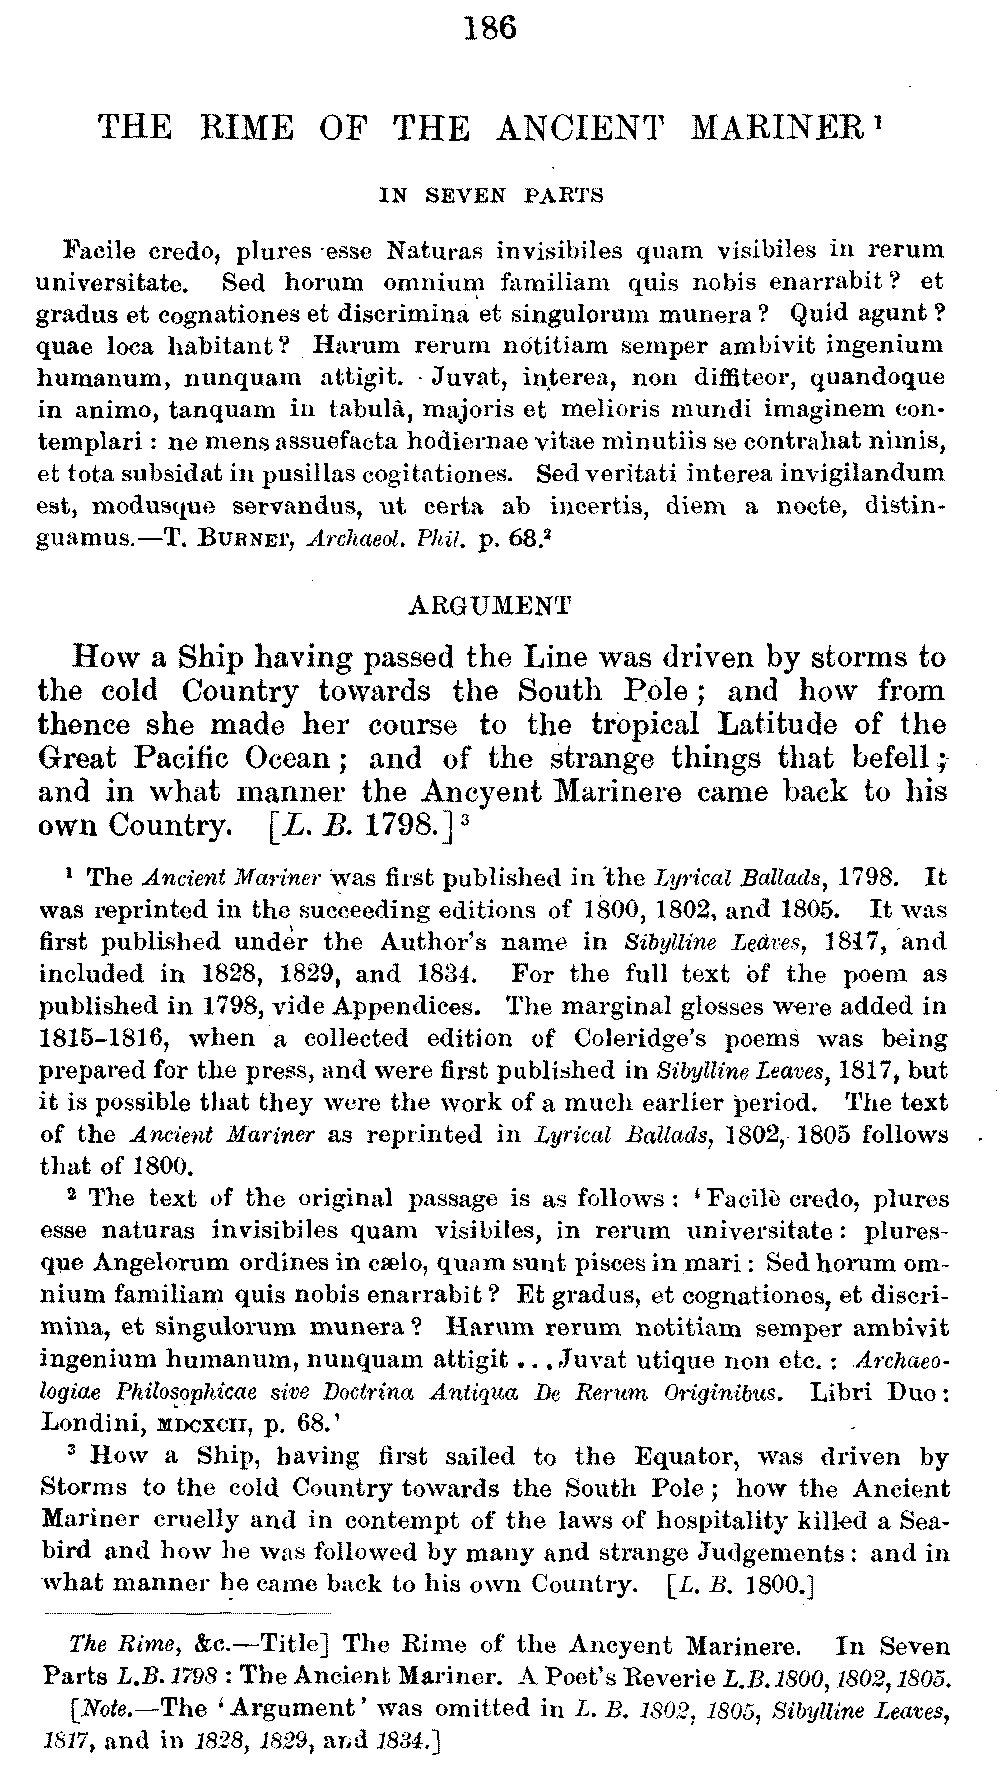 186
THE RIME OF THE ANCIENT MARINER ¹
IN SEVEN PARTS
Facile credo, plures esse Naturas invisibiles quam visibiles in rerum
universitate. Sed horum omnium familiam quis nobis enarrabit? et
gradus et cognationes et discrimina et singulorum munera? Quid agunt?
quae loca habitant? Harum rerum notitiam semper ambivit ingenium
humanum, nunquam attigit. Juvat, interea, non diffiteor, quandoque
in animo, tanquam in tabulâ, majoris et melioris mundi imaginem con-
templari : ne mens assuefacta hodiernae vitae minutiis se contrahat nimis,
et tota subsidat in pusillas cogitationes. Sed veritati interea invigilandum
est, modusque servandus, ut certa ab incertis, diem a nocte, distin-
guamus.—T. BURNET, Archaeol. Phil. p. 68.²
ARGUMENT
How a Ship having passed the Line was driven by storms to
the cold Country towards the South Pole ; and how from
thence she made her course to the tropical Latitude of the
Great Pacific Ocean ; and of the strange things that befell ;
and in what manner the Ancyent Marinere came back to his
own Country. [L. B. 1798.] ³
¹ The Ancient Mariner was first published in the Lyrical Ballads, 1798. It
was reprinted in the succeeding editions of 1800, 1802, and 1805. It was
first published under the Author's name in Sibylline Leaves, 1817, and
included in 1828, 1829, and 1834. For the full text of the poem as
published in 1798, vide Appendices. The marginal glosses were added in
1815–1816, when a collected edition of Coleridge's poems was being
prepared for the press, and were first published in Sibylline Leaves, 1817, but
it is possible that they were the work of a much earlier period. The text
of the Ancient Mariner as reprinted in Lyrical Ballads, 1802, 1805 follows
that of 1800.
² The text of the original passage is as follows : ' Facilè credo, plures
esse naturas invisibiles quam visibiles, in rerum universitate : plures-
que Angelorum ordines in cælo, quam sunt pisces in mari : Sed horum om-
nium familiam quis nobis enarrabit ? Et gradus, et cognationes, et discri-
mina, et singulorum munera ? Harum rerum notitiam semper ambivit
ingenium humanum, nunquam attigit . . . Juvat utique non etc. : Archaeo-
logiae Philosophicae sive Doctrina Antiqua De Rerum Originibus. Libri Duo :
Londini, MDCXCII, p. 68.'
³ How a Ship, having first sailed to the Equator, was driven by
Storms to the cold Country towards the South Pole ; how the Ancient
Mariner cruelly and in contempt of the laws of hospitality killed a Sea-
bird and how he was followed by many and strange Judgements : and in
what manner he came back to his own Country. [L. B. 1800.]
The Rime, &c.—Title] The Rime of the Ancyent Marinere. In Seven
Parts L.B. 1798 : The Ancient Mariner. A Poet's Reverie L.B. 1800, 1802, 1805.
[Note.—The ' Argument ' was omitted in L. B. 1802, 1805, Sibylline Leaves,
1817, and in 1828, 1829, and 1834.]